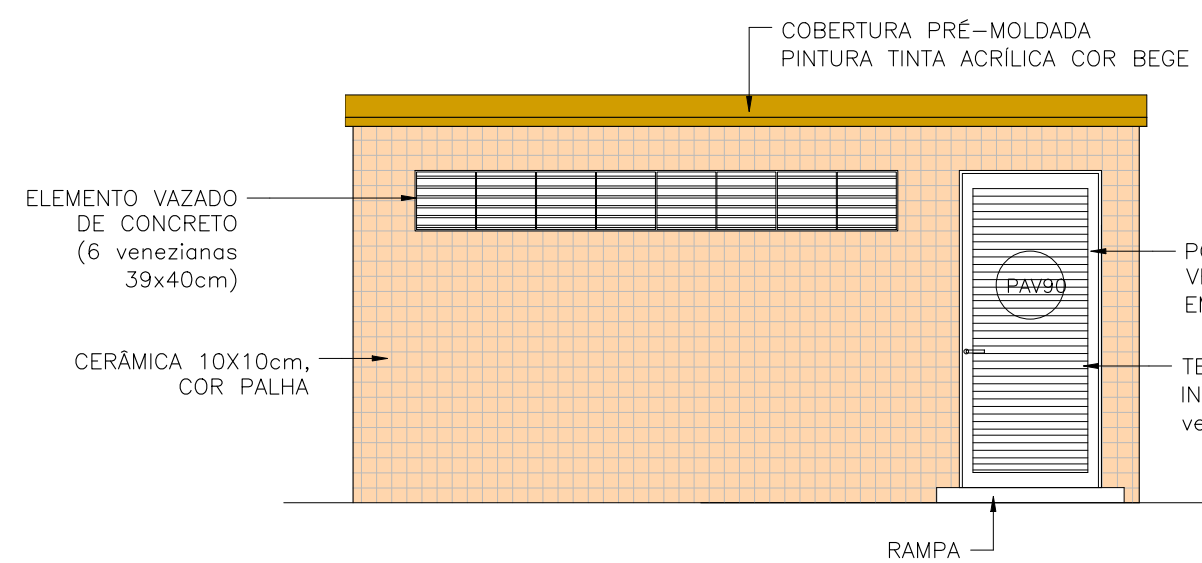 COBERTURA PRÉ-MOLDADA
PINTURA TINTA ACRÍLICA COR BEGE
ELEMENTO VAZADO
DE CONCRETO
(6 venezianas
39x40cm)
CERÂMICA 10X10cm,
COR PALHA
PAV90
RAMPA